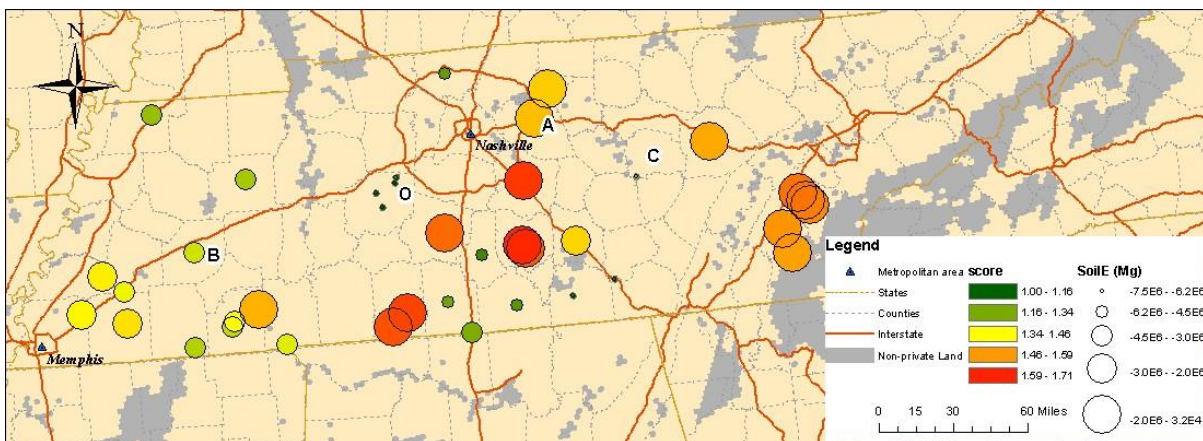 N
A
Nashville
C
O
B
Memphis
Legend
Metropolitan area
States
Counties
Interstate
Non-private Land
score
1.00 - 1.16
1.16 - 1.34
1.34 - 1.46
1.46 - 1.59
1.59 - 1.71
SoilE (Mg)
-7.5E6 - -6.2E6
-6.2E6 - -4.5E6
-4.5E6 - -3.0E6
-3.0E6 - -2.0E6
-2.0E6 - 3.2E4
0 15 30 60 Miles